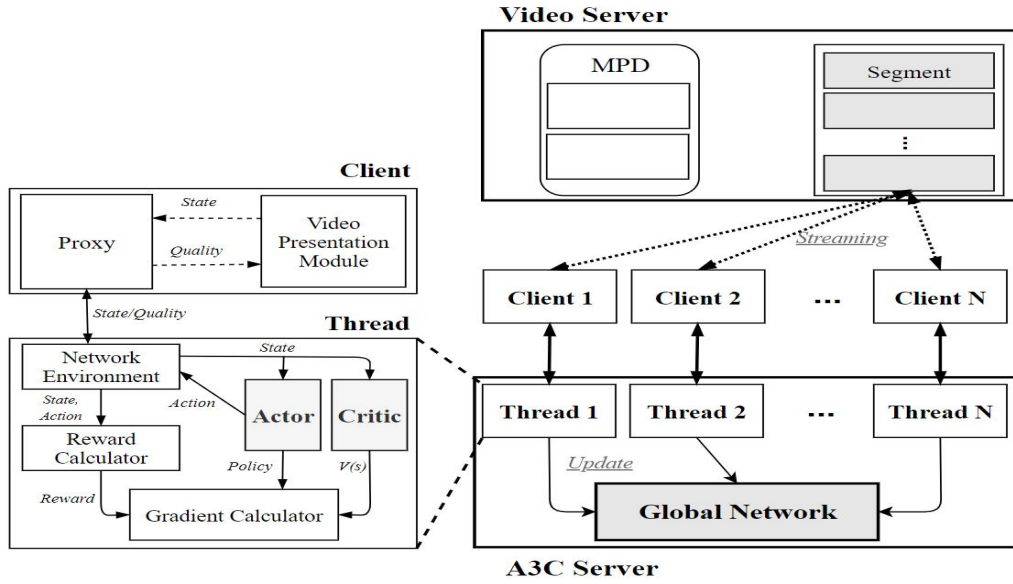 Video Server
MPD
Segment
...
Client
Proxy
State
Quality
Video
Presentation
Module
Streaming
Client 1
Client 2
...
Client N
State/Quality
Thread
Network
Environment
State
State,
Action
Action
Actor
Critic
Reward
Calculator
Policy
V(s)
Reward
Gradient Calculator
Thread 1
Thread 2
...
Thread N
Update
Global Network
A3C Server